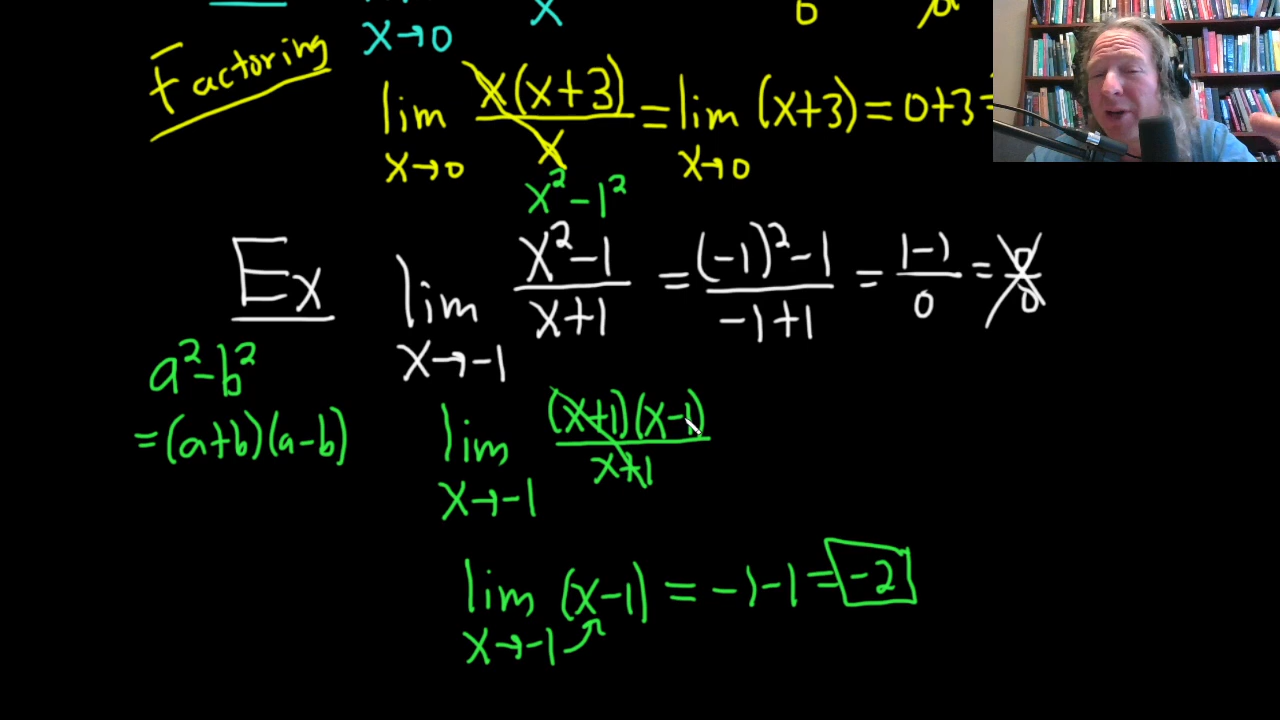 x→0 x 0 0
Factoring
lim x→0 x(x+3)/x = lim x→0 (x+3) = 0+3 =
x² - 1²
Ex lim x→-1 x²-1/x+1 = (-1)²-1/-1+1 = 1-1/0 = 0/0
a²-b²
=(a+b)(a-b)
lim x→-1 (x+1)(x-1)/x+1
lim x→-1 (x-1) = -1-1 = -2